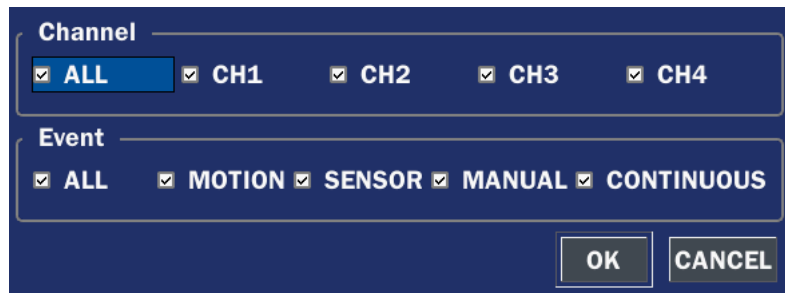 Channel
ALL CH1 CH2 CH3 CH4
Event
ALL MOTION SENSOR MANUAL CONTINUOUS
OK CANCEL